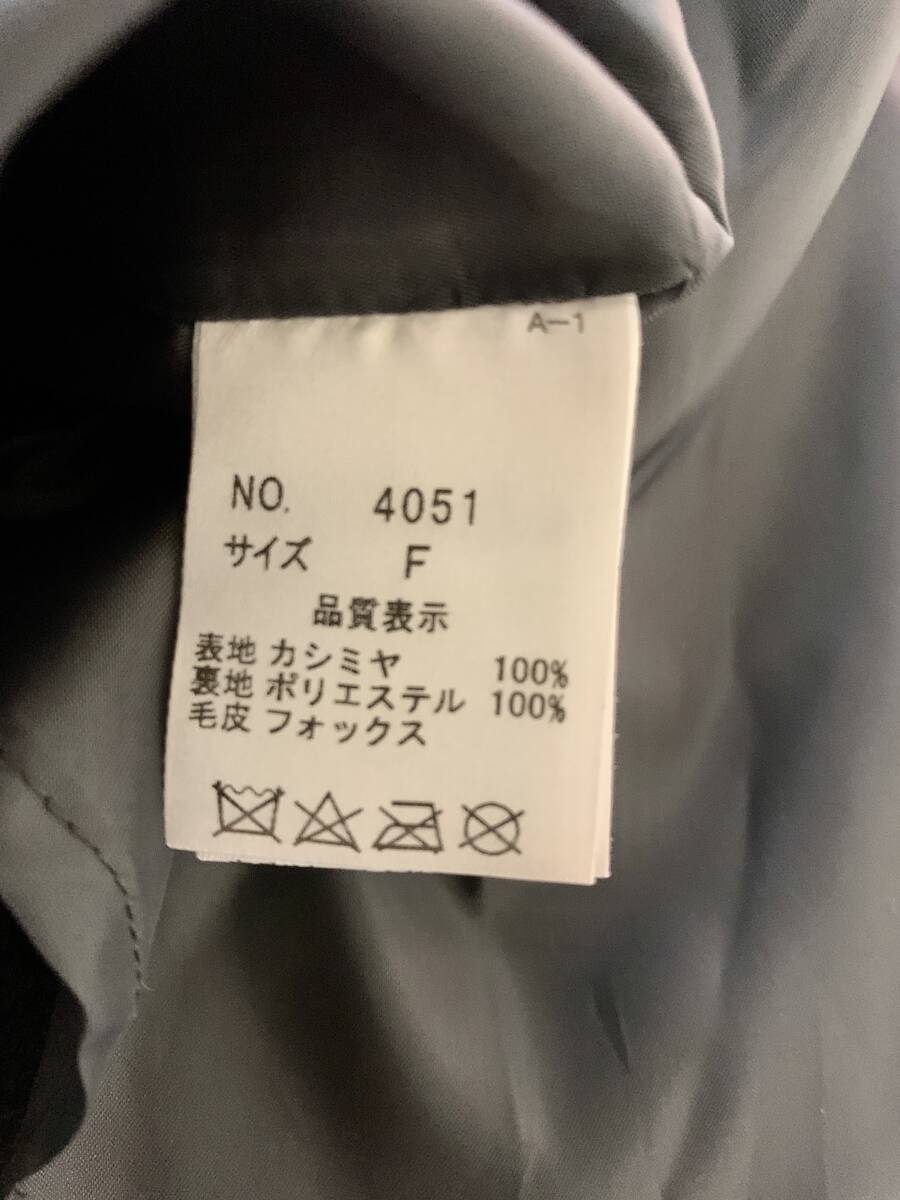 A-1
NO. 4051
サイズ F
品質表示
表地 カシミヤ 100%
裏地 ポリエステル 100%
毛皮 フォックス